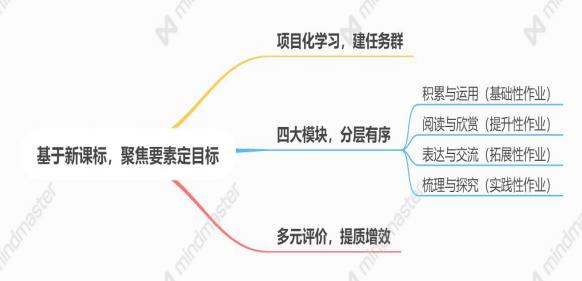 项目化学习，建任务群
积累与运用（基础性作业）
阅读与欣赏（提升性作业）
四大模块，分层有序
基于新课标，聚焦要素定目标
表达与交流（拓展性作业）
梳理与探究（实践性作业）
多元评价，提质增效
mindmaster
mindmaster
mindmaster
mindmaster